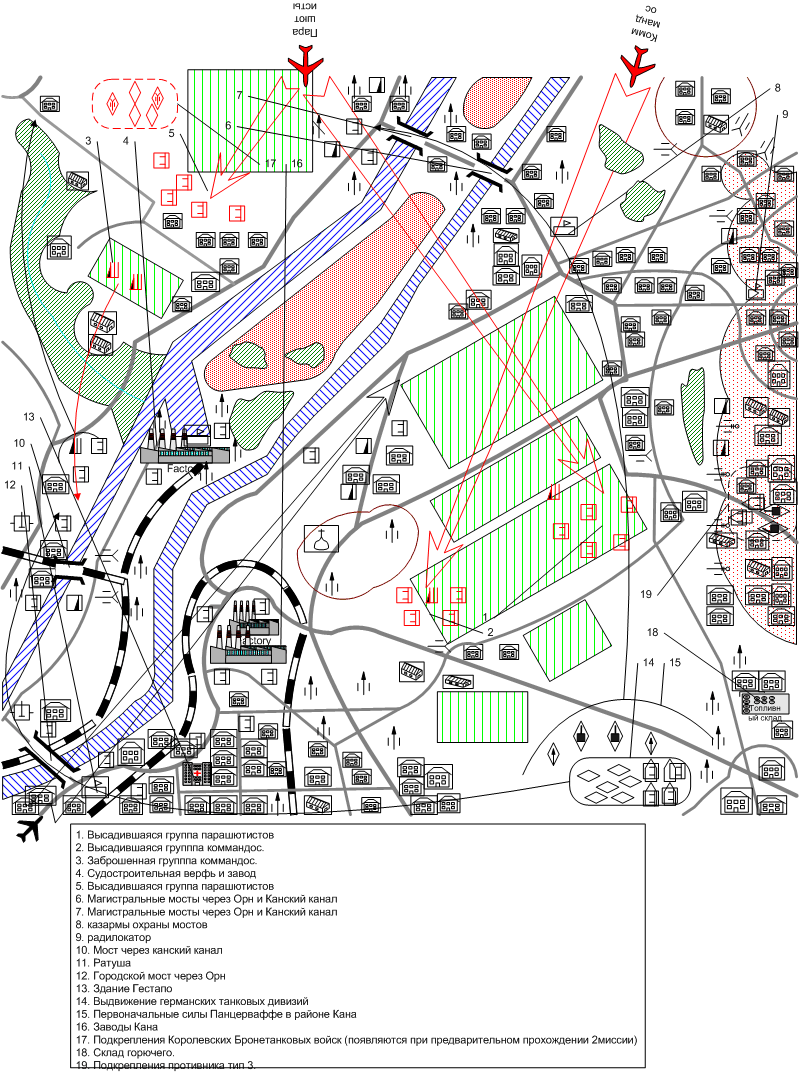 Пара
шют
исты
Комм
манд
ос
7
6
8
9
3
4
5
17
16
13
10
11
12
Factory
1
2
Factory
19
18
14
15
Топливн
ый склад
1. Высадившаяся группа парашютистов
2. Высадившаяся групппа коммандос.
3. Заброшенная групппа коммандос.
4. Судостроительная верфь и завод
5. Высадившаяся группа парашютистов
6. Магистральные мосты через Орн и Канский канал
7. Магистральные мосты через Орн и Канский канал
8. казармы охраны мостов
9. радилокатор
10. Мост через канский канал
11. Ратуша
12. Городской мост через Орн
13. Здание Гестапо
14. Выдвижение германских танковых дивизий
15. Первоначальные силы Панцерваффе в районе Кана
16. Заводы Кана
17. Подкрепления Королевских Бронетанковых войск (появляются при предварительном прохождении 2миссии)
18. Склад горючего.
19. Подкрепления противника тип 3.